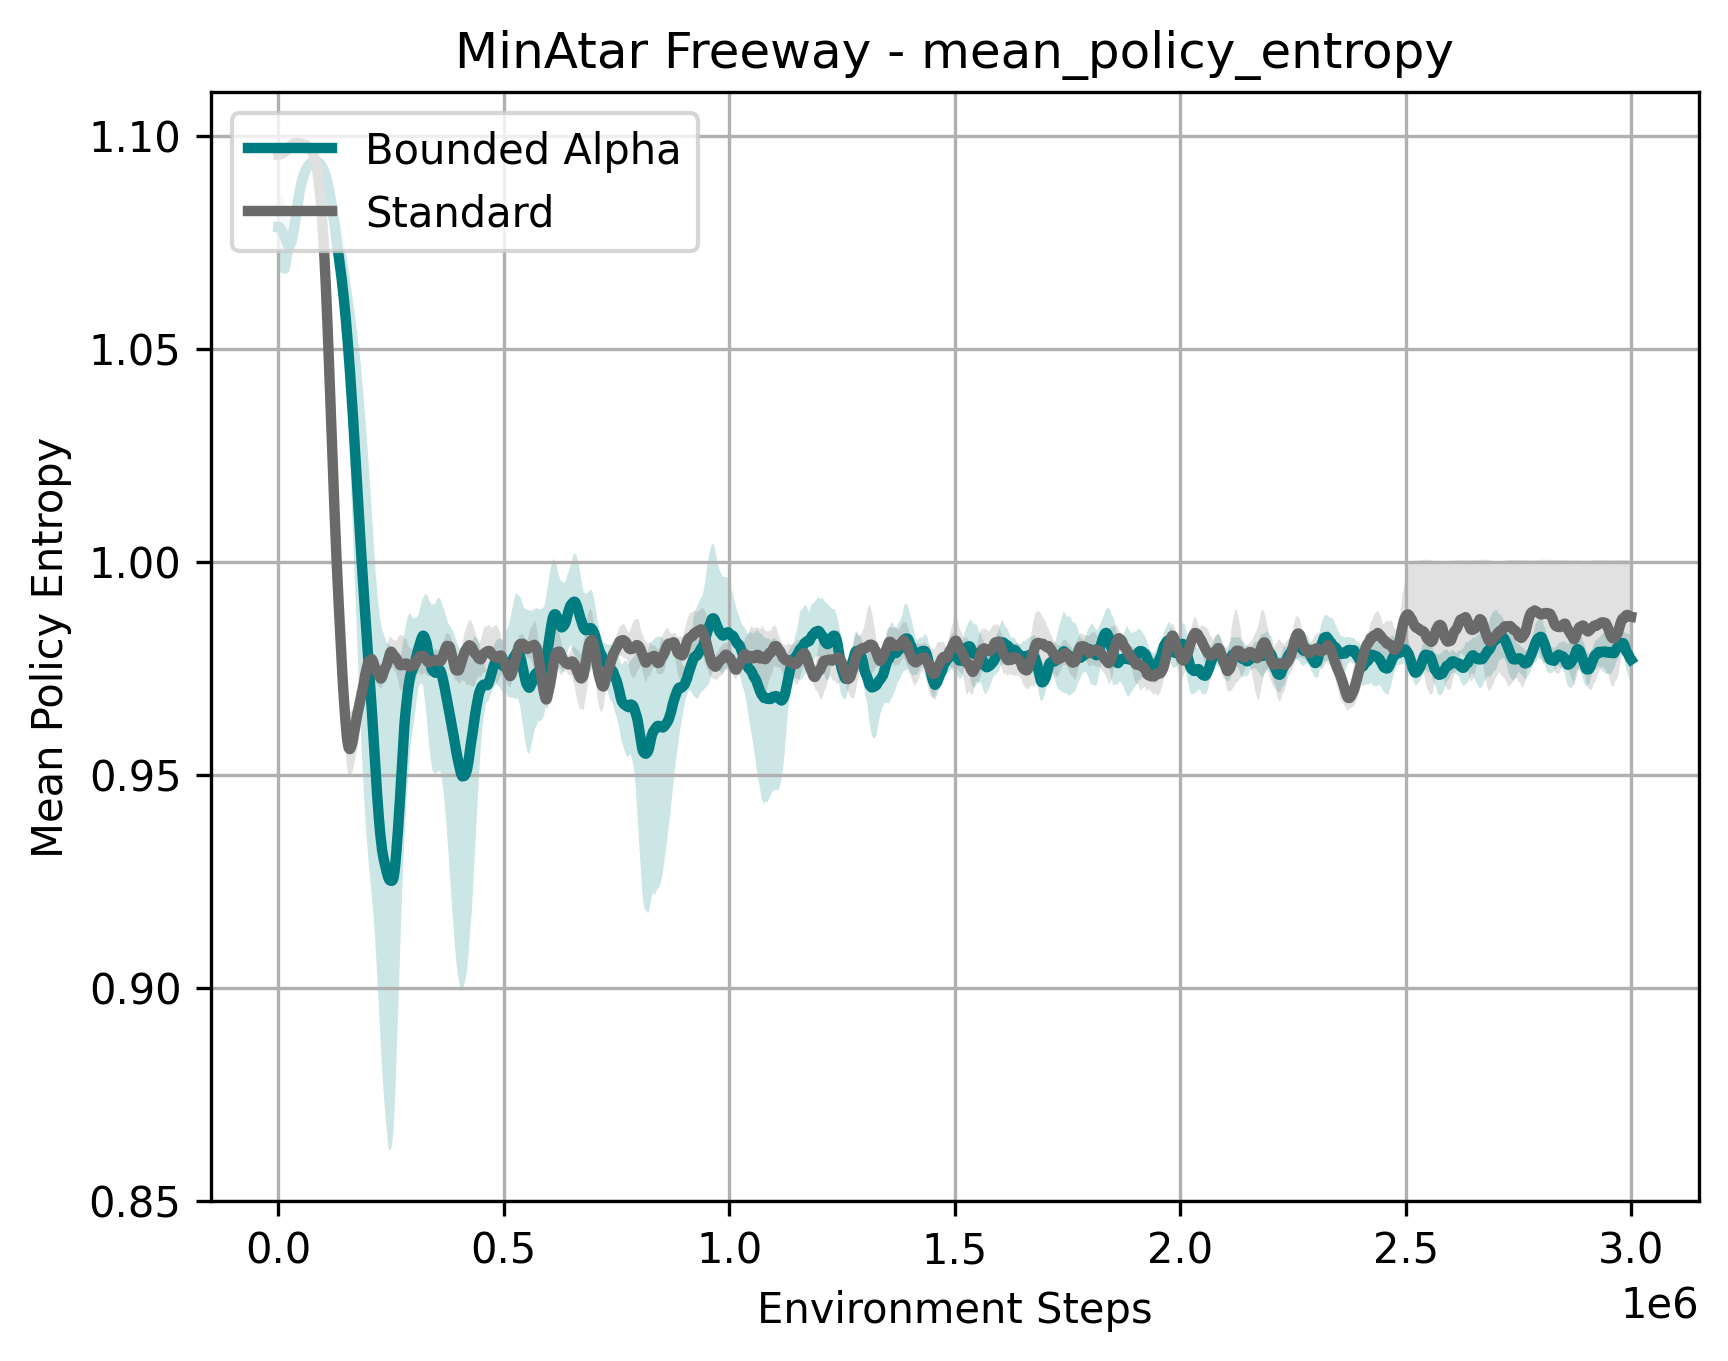 MinAtar Freeway - mean_policy_entropy
Bounded Alpha
Standard
1.10
1.05
1.00
0.95
0.90
0.85
Mean Policy Entropy
0.0 0.5 1.0 1.5 2.0 2.5 3.0
1e6
Environment Steps